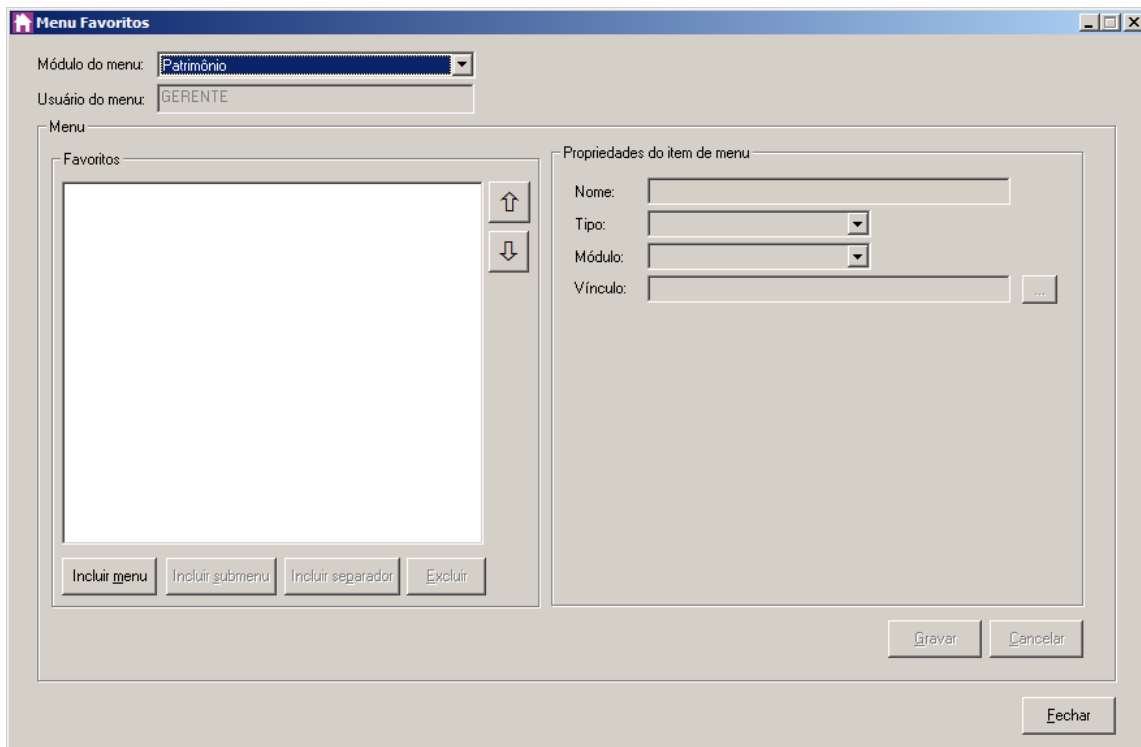 Menu Favoritos
Módulo do menu: Patrimônio
Usuário do menu: GERENTE
Menu
Favoritos
Propriedades do item de menu
Nome:
Tipo:
Módulo:
Vínculo: ...
Incluir menu Incluir submenu Incluir separador Excluir
Gravar Cancelar
Fechar